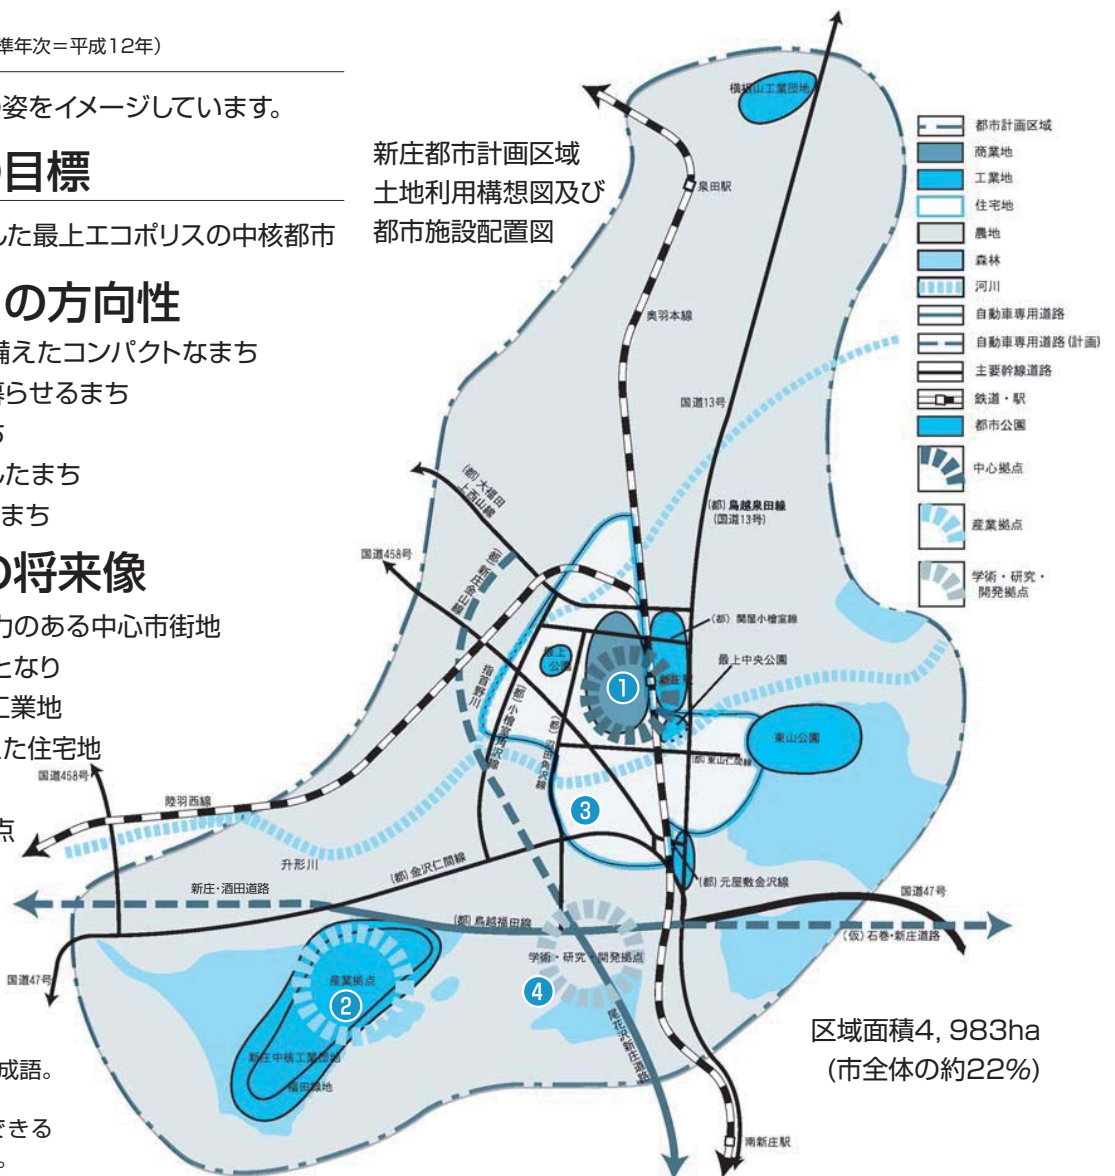 準年次＝平成12年）
姿をイメージしています。
目標
した最上エコポリスの中核都市
の方向性
備えたコンパクトなまち
暮らせるまち
したまち
まち
の将来像
力のある中心市街地
となり
工業地
た住宅地
点
成語。
できる
新庄都市計画区域
土地利用構想図及び
都市施設配置図
都市計画区域
商業地
工業地
住宅地
農地
森林
河川
自動車専用道路
自動車専用道路(計画)
主要幹線道路
鉄道・駅
都市公園
中心拠点
産業拠点
学術・研究・
開発拠点
横根山工業団地
泉田駅
奥羽本線
国道13号
(都)大福田
上西山線
(都)鳥越泉田線
(国道13号)
国道458号
(都)新庄金山線
(都)関屋小檜室線
最上
公園
最上中央公園
新庄駅
1
指首野川
(都)小檜室角沢線
(都)沼田角沢線
東山公園
(都)東山仁間線
国道458号
陸羽西線
3
升形川
(都)金沢仁間線
(都)元屋敷金沢線
新庄・酒田道路
国道47号
(都)鳥越福田線
(仮)石巻・新庄道路
学術・研究・開発拠点
国道47号
産業拠点
2
4
尾花沢新庄道路
新庄中核工業団地
福田緑地
区域面積4，983ha
(市全体の約22%)
南新庄駅